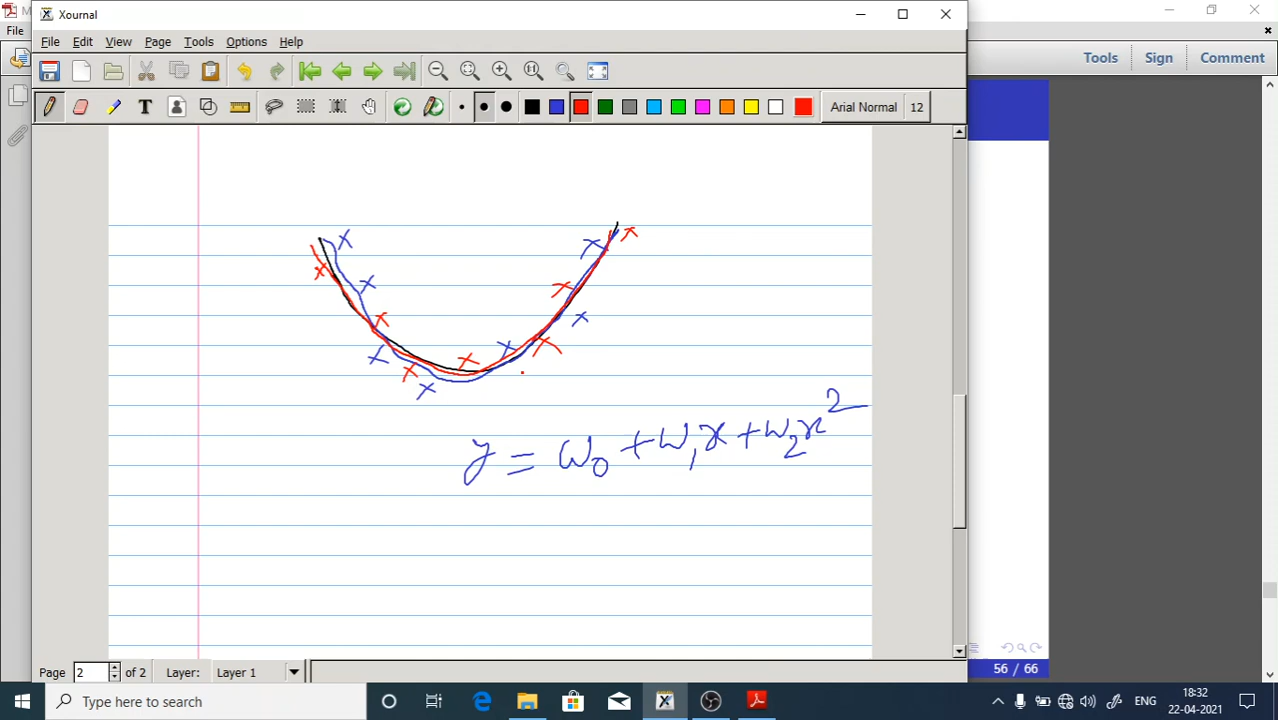 Xournal
File Edit View Page Tools Options Help
File
Tools Sign Comment
Arial Normal 12
y = w₀ + w₁x + w₂x²
Page 2 of 2 Layer: Layer 1
56 / 66
Type here to search
ENG
18:32
22-04-2021